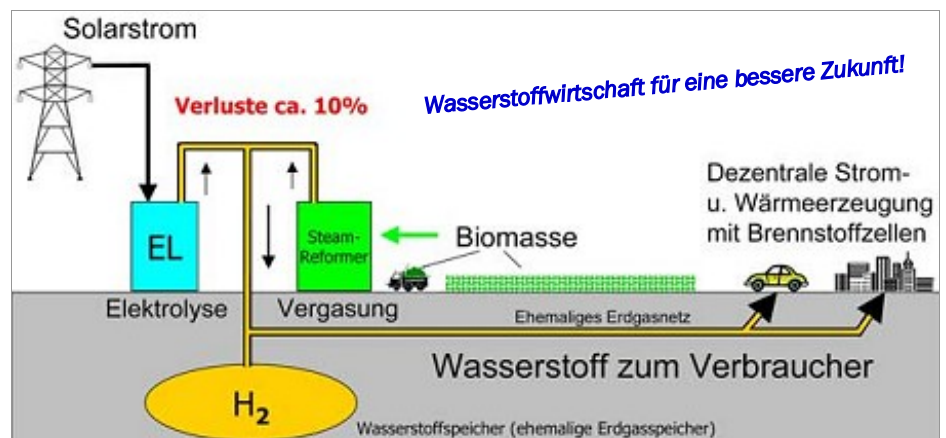 Solarstrom
Wasserstoffwirtschaft für eine bessere Zukunft!
Verluste ca. 10%
Dezentrale Strom-
u. Wärmeerzeugung
mit Brennstoffzellen
EL
Steam-
Reformer
Biomasse
Elektrolyse
Vergasung
Ehemaliges Erdgasnetz
Wasserstoff zum Verbraucher
H₂
Wasserstoffspeicher (ehemalige Erdgasspeicher)